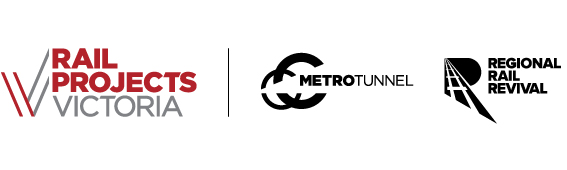 RAIL
PROJECTS
VICTORIA
METROTUNNEL
REGIONAL
RAIL
REVIVAL